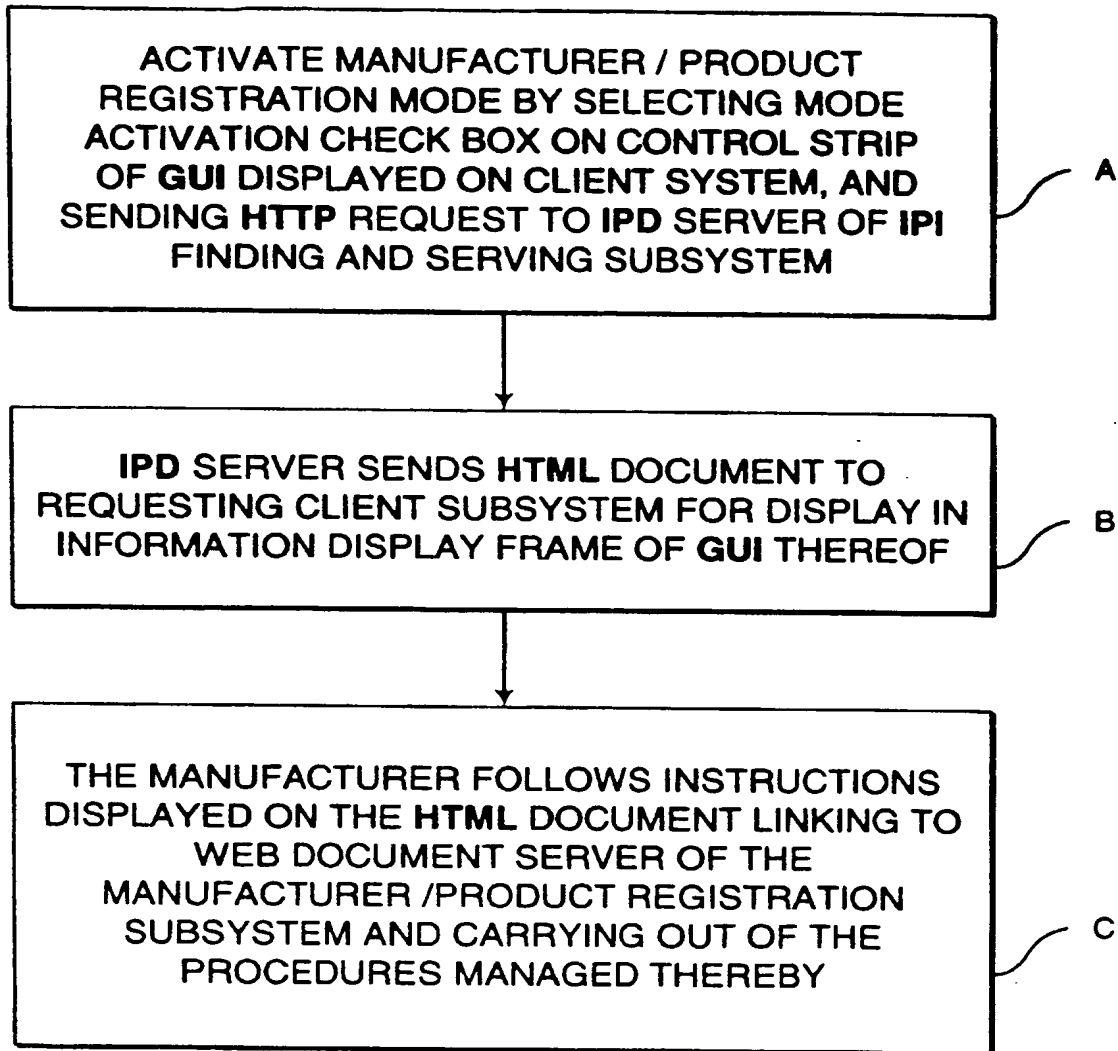 ACTIVATE MANUFACTURER / PRODUCT
REGISTRATION MODE BY SELECTING MODE
ACTIVATION CHECK BOX ON CONTROL STRIP
OF GUI DISPLAYED ON CLIENT SYSTEM, AND
SENDING HTTP REQUEST TO IPD SERVER OF IPI
FINDING AND SERVING SUBSYSTEM
A
IPD SERVER SENDS HTML DOCUMENT TO
REQUESTING CLIENT SUBSYSTEM FOR DISPLAY IN
INFORMATION DISPLAY FRAME OF GUI THEREOF
B
THE MANUFACTURER FOLLOWS INSTRUCTIONS
DISPLAYED ON THE HTML DOCUMENT LINKING TO
WEB DOCUMENT SERVER OF THE
MANUFACTURER /PRODUCT REGISTRATION
SUBSYSTEM AND CARRYING OUT OF THE
PROCEDURES MANAGED THEREBY
C